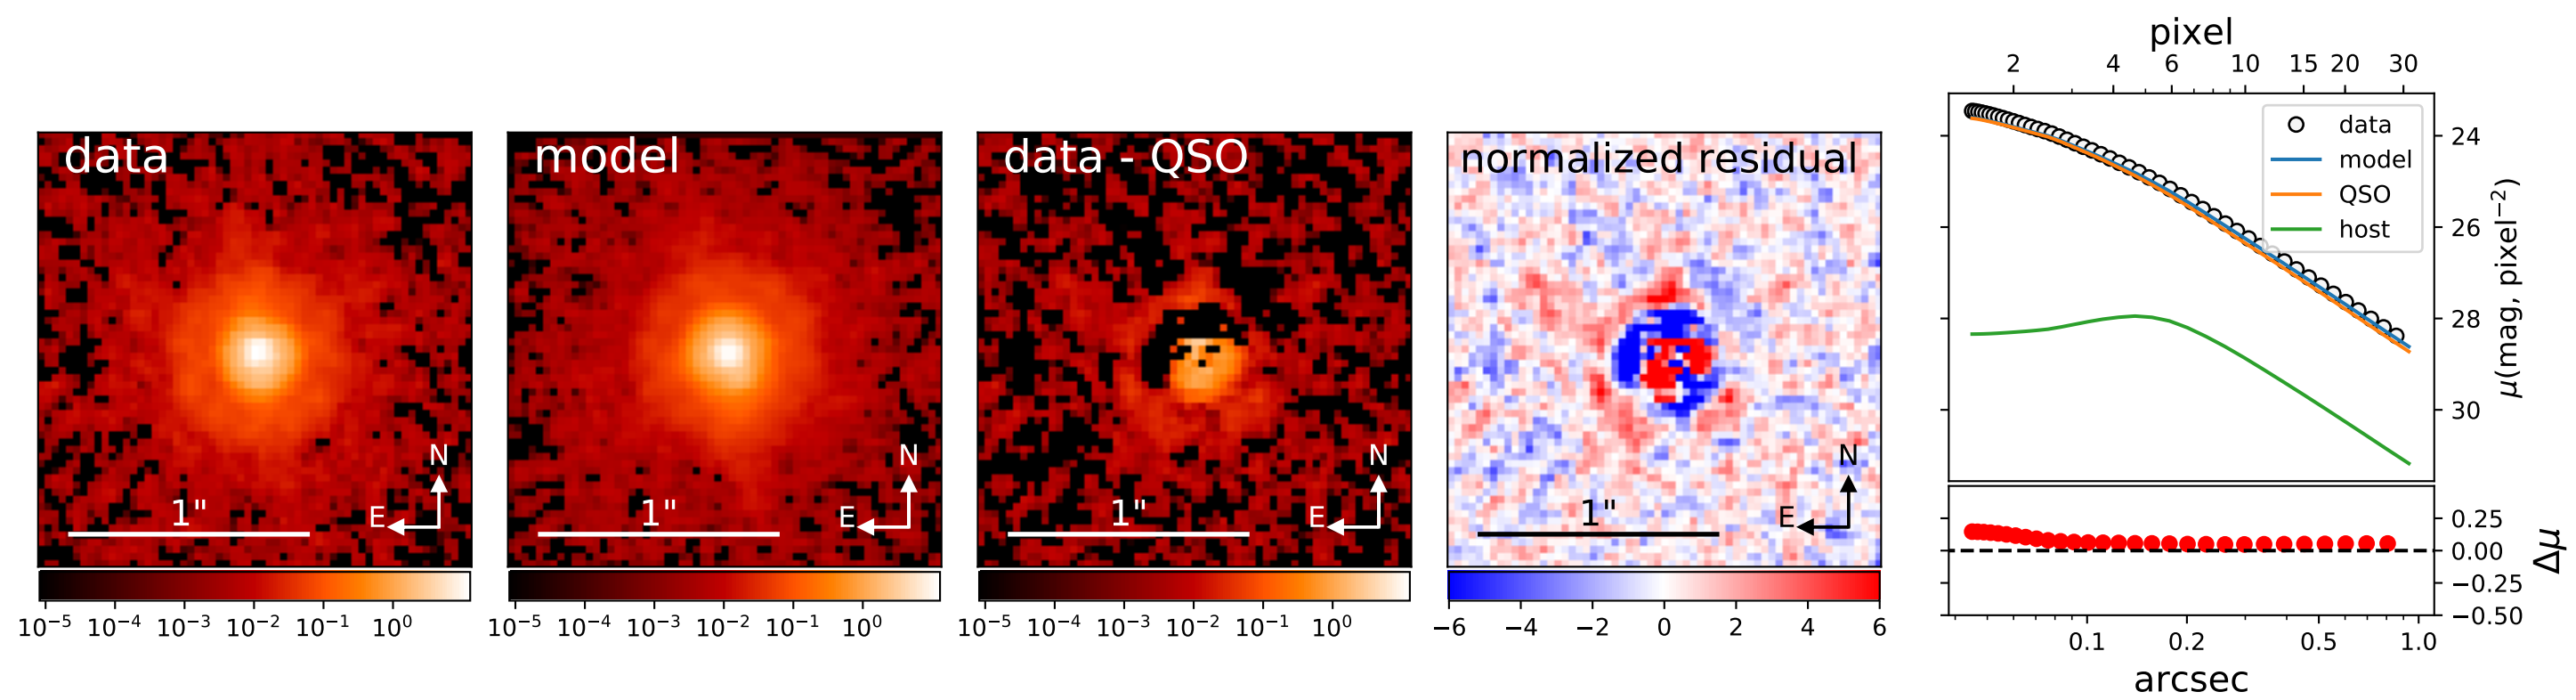 data
N
E
1"
10⁻⁵ 10⁻⁴ 10⁻³ 10⁻² 10⁻¹ 10⁰
model
N
E
1"
10⁻⁵ 10⁻⁴ 10⁻³ 10⁻² 10⁻¹ 10⁰
data - QSO
N
E
1"
10⁻⁵ 10⁻⁴ 10⁻³ 10⁻² 10⁻¹ 10⁰
normalized residual
N
E
1"
−6 −4 −2 0 2 4 6
pixel
2 4 6 10 15 20 30
data
model
QSO
host
24
26
28
30
μ(mag, pixel⁻²)
0.25
0.00
−0.25
−0.50
Δμ
0.1 0.2 0.5 1.0
arcsec